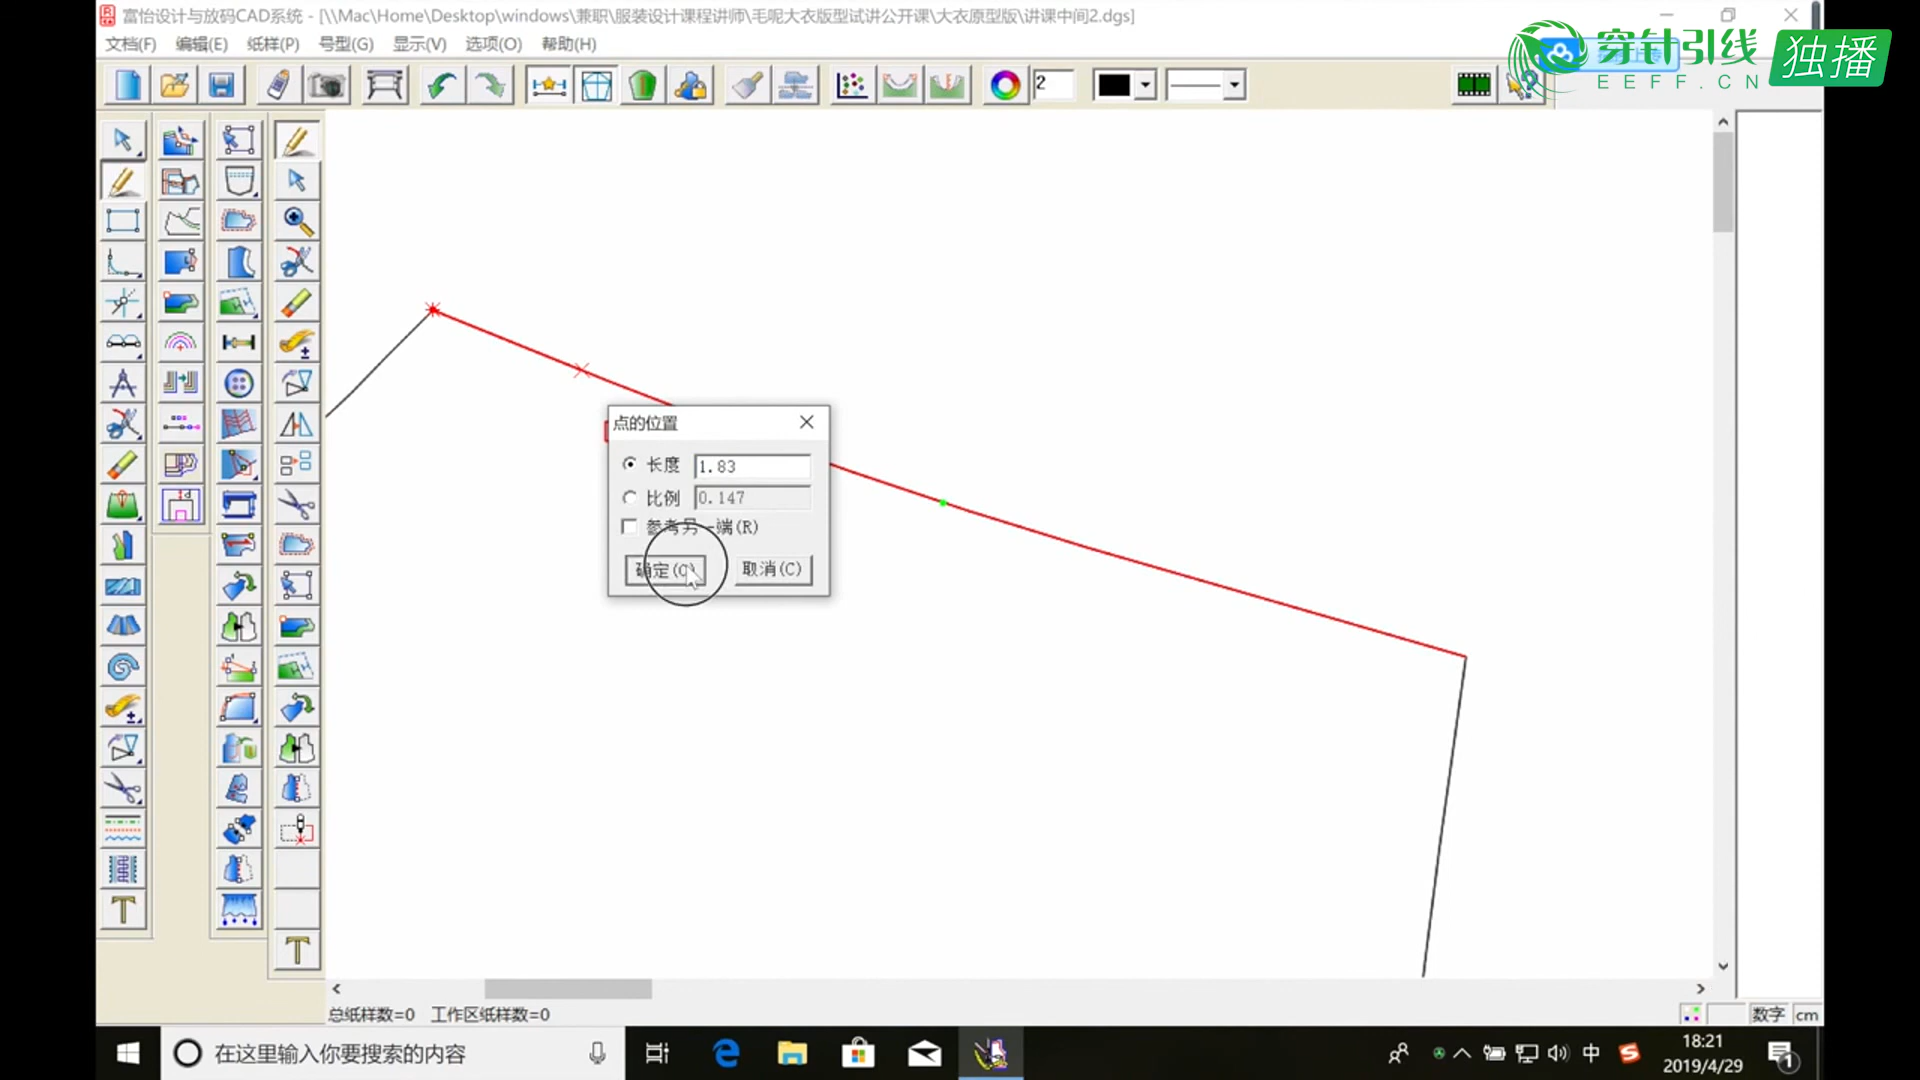 富怡设计与放码CAD系统 - [\\Mac\Home\Desktop\windows\兼职\服装设计课程讲师\毛呢大衣版型试讲公开课\大衣原型版\讲课中间2.dgs]
文档(F) 编辑(E) 纸样(P) 号型(G) 显示(V) 选项(O) 帮助(H)
穿针引线
EEFF.CN
独播
2
点的位置
长度 1.83
比例 0.147
参考另一端(R)
确定(O) 取消(C)
总纸样数=0 工作区纸样数=0
数字 cm
在这里输入你要搜索的内容
中
18:21
2019/4/29
1